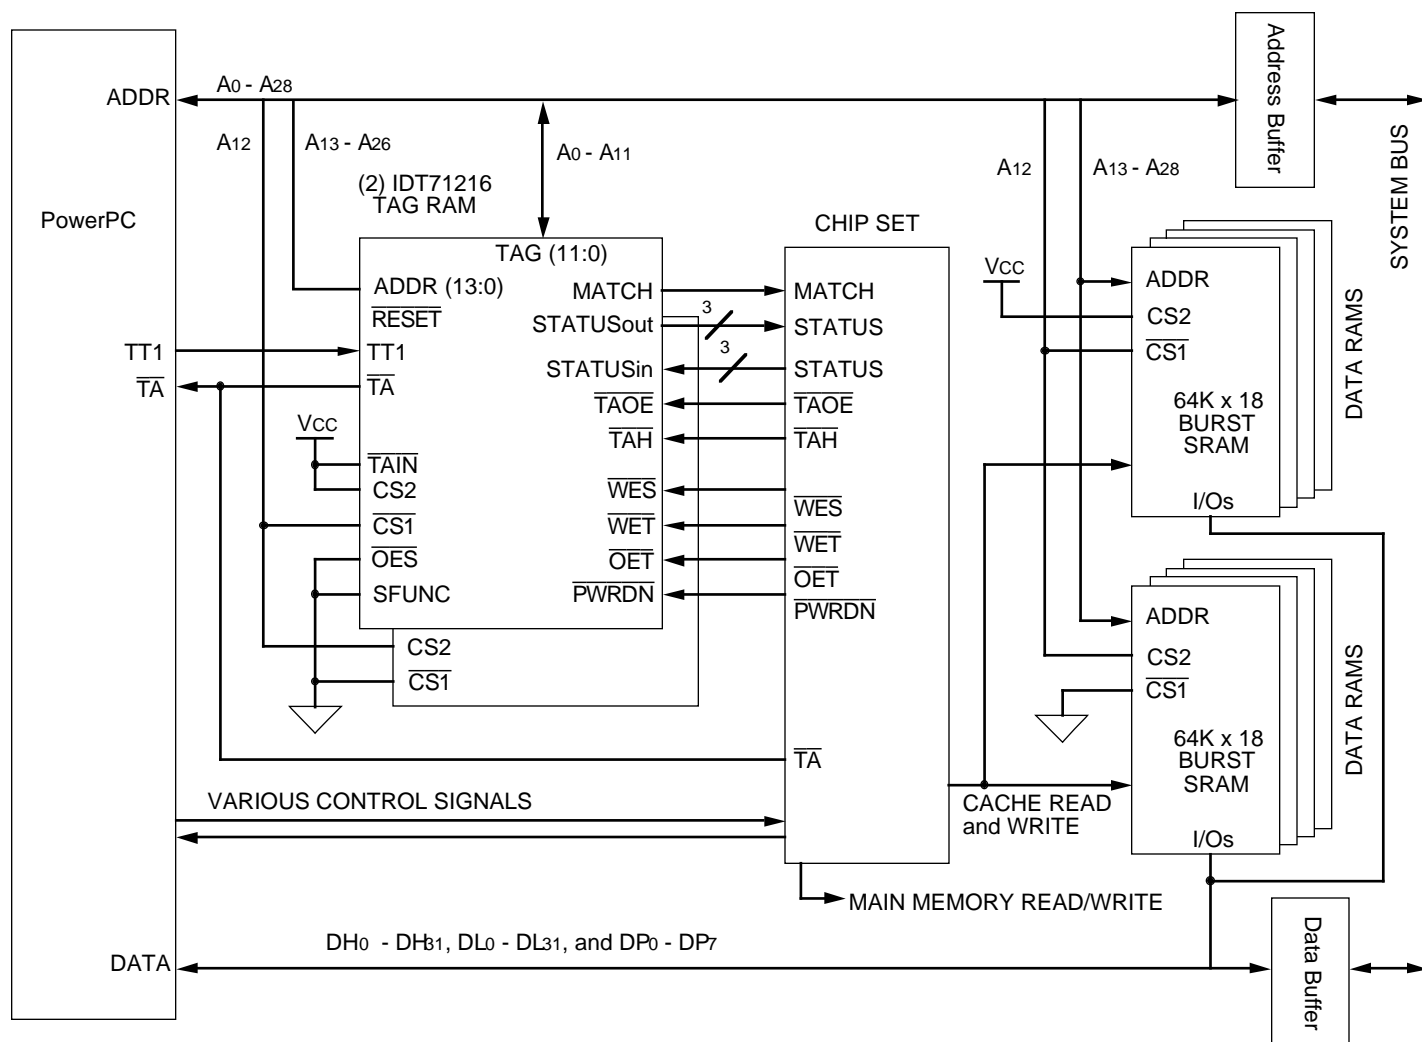 PowerPC
ADDR
TT1
TA
DATA
A0 - A28
A12
A13 - A26
A0 - A11
(2) IDT71216
TAG RAM
TAG (11:0)
ADDR (13:0)
RESET
TT1
TA
VCC
TAIN
CS2
CS1
OES
SFUNC
CS2
CS1
MATCH
STATUSout
STATUSin
TAOE
TAH
WES
WET
OET
PWRDN
3
3
CHIP SET
MATCH
STATUS
STATUS
TAOE
TAH
WES
WET
OET
PWRDN
TA
VARIOUS CONTROL SIGNALS
CACHE READ
and WRITE
MAIN MEMORY READ/WRITE
DH0 - DH31, DL0 - DL31, and DP0 - DP7
A12
A13 - A28
VCC
ADDR
CS2
CS1
64K x 18
BURST
SRAM
I/Os
DATA RAMS
ADDR
CS2
CS1
64K x 18
BURST
SRAM
I/Os
DATA RAMS
Address Buffer
SYSTEM BUS
Data Buffer